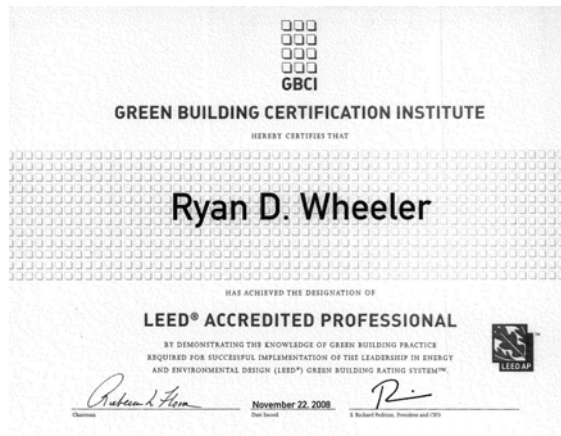 GBCI
GREEN BUILDING CERTIFICATION INSTITUTE
HEREBY CERTIFIES THAT
Ryan D. Wheeler
HAS ACHIEVED THE DESIGNATION OF
LEED® ACCREDITED PROFESSIONAL
BY DEMONSTRATING THE KNOWLEDGE OF GREEN BUILDING PRACTICE
REQUIRED FOR SUCCESSFUL IMPLEMENTATION OF THE LEADERSHIP IN ENERGY
AND ENVIRONMENTAL DESIGN (LEED®) GREEN BUILDING RATING SYSTEM™.
LEED AP
November 22, 2008
Chairman
Date Issued
S. Richard Fedrizzi, President and CEO